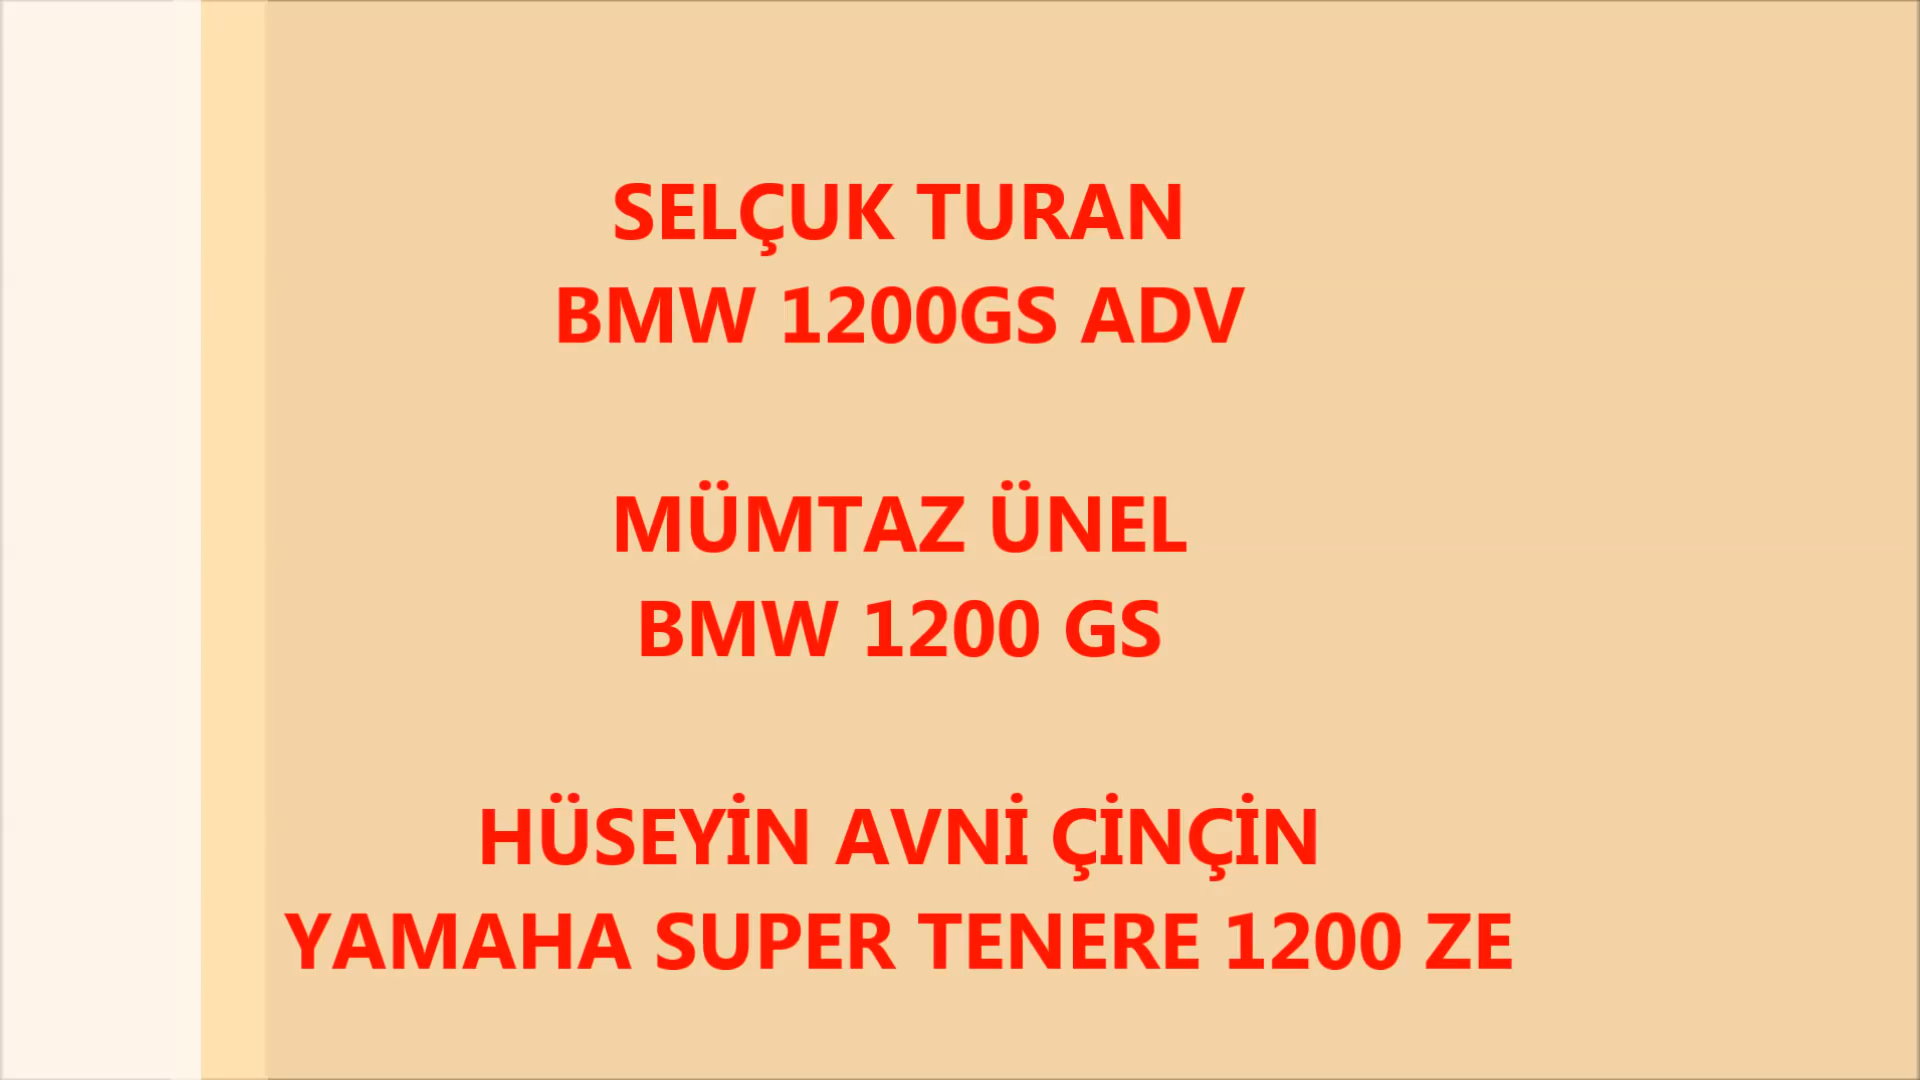 SELÇUK TURAN
BMW 1200GS ADV
MÜMTAZ ÜNEL
BMW 1200 GS
HÜSEYİN AVNİ ÇİNÇİN
YAMAHA SUPER TENERE 1200 ZE